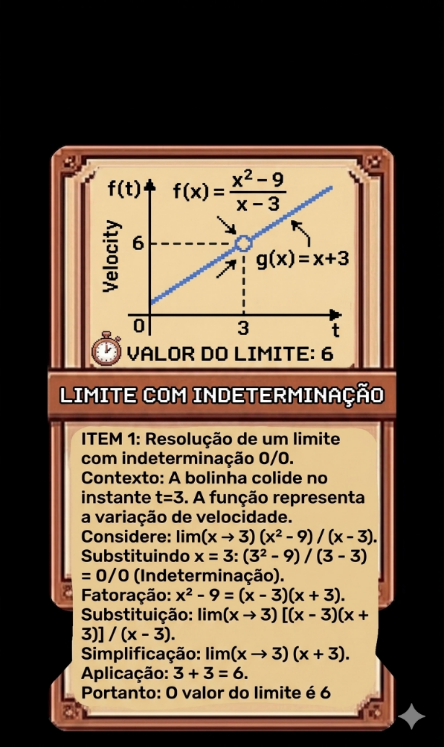 f(t)
f(x) = x² – 9 / x – 3
Velocity
6
g(x) = x+3
0
3
t
VALOR DO LIMITE: 6
LIMITE COM INDETERMINAÇÃO
ITEM 1: Resolução de um limite
com indeterminação 0/0.
Contexto: A bolinha colide no
instante t=3. A função representa
a variação de velocidade.
Considere: lim(x → 3) (x² - 9) / (x - 3).
Substituindo x = 3: (3² - 9) / (3 - 3)
= 0/0 (Indeterminação).
Fatoração: x² - 9 = (x - 3)(x + 3).
Substituição: lim(x → 3) [(x - 3)(x +
3)] / (x - 3).
Simplificação: lim(x → 3) (x + 3).
Aplicação: 3 + 3 = 6.
Portanto: O valor do limite é 6